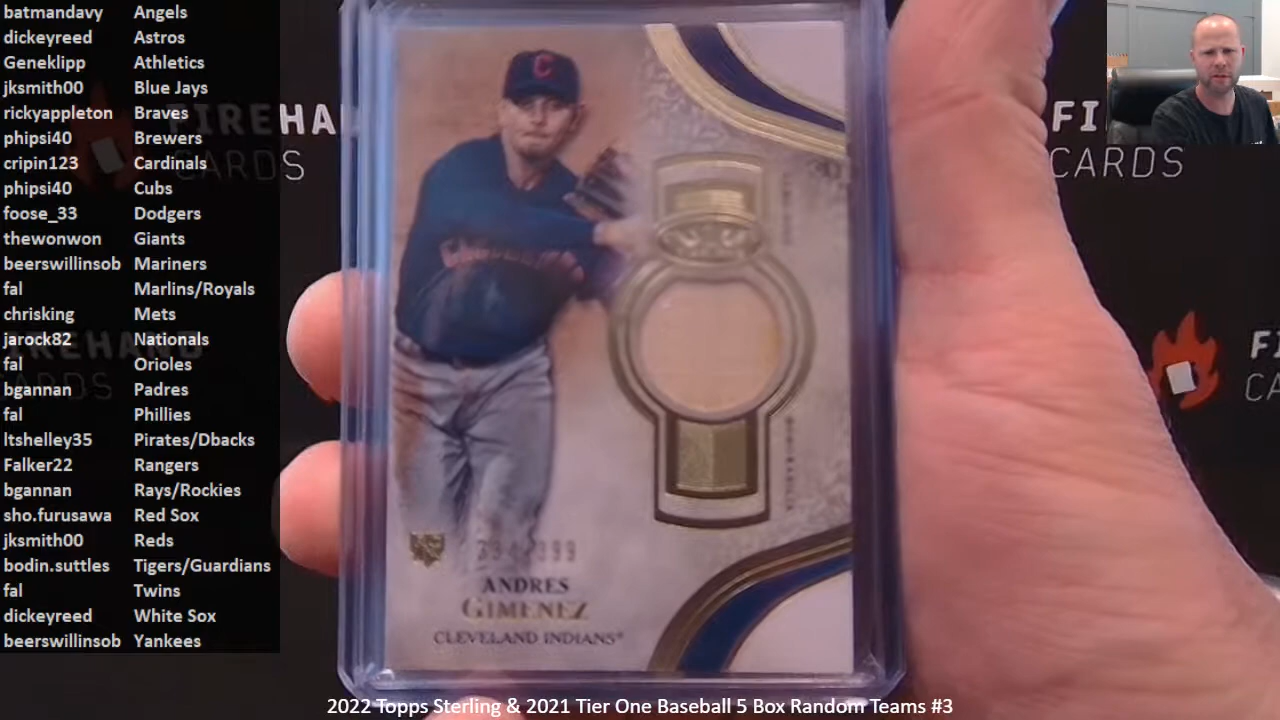 batmandavy Angels
dickeyreed Astros
Geneklipp Athletics
jksmith00 Blue Jays
rickyappleton Braves
phipsi40 Brewers
cripin123 Cardinals
phipsi40 Cubs
foose_33 Dodgers
thewonwon Giants
beerswillinsob Mariners
fal Marlins/Royals
chrisking Mets
jarock82 Nationals
fal Orioles
bgannan Padres
fal Phillies
ltshelley35 Pirates/Dbacks
Falker22 Rangers
bgannan Rays/Rockies
sho.furusawa Red Sox
jksmith00 Reds
bodin.suttles Tigers/Guardians
fal Twins
dickeyreed White Sox
beerswillinsob Yankees
FIREHA
CARDS
FI
CARDS
FI
CA
C
ANDRES
GIMENEZ
CLEVELAND INDIANS®
2022 Topps Sterling & 2021 Tier One Baseball 5 Box Random Teams #3